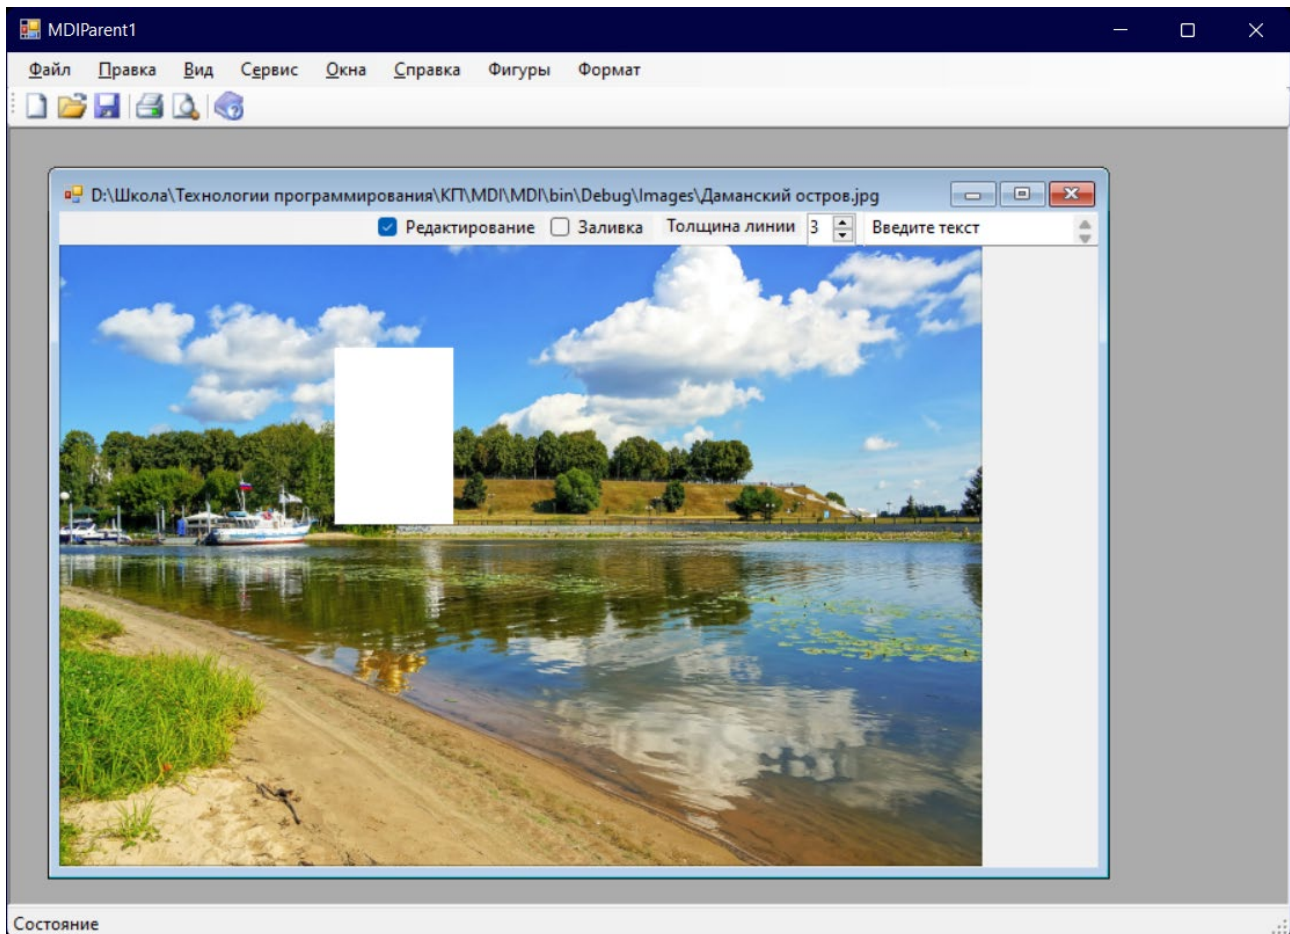 MDIParent1
Файл Правка Вид Сервис Окна Справка Фигуры Формат
D:\Школа\Технологии программирования\КГ\MDI\MDI\bin\Debug\Images\Даманский остров.jpg
Редактирование Заливка Толщина линии 3 Введите текст
Состояние